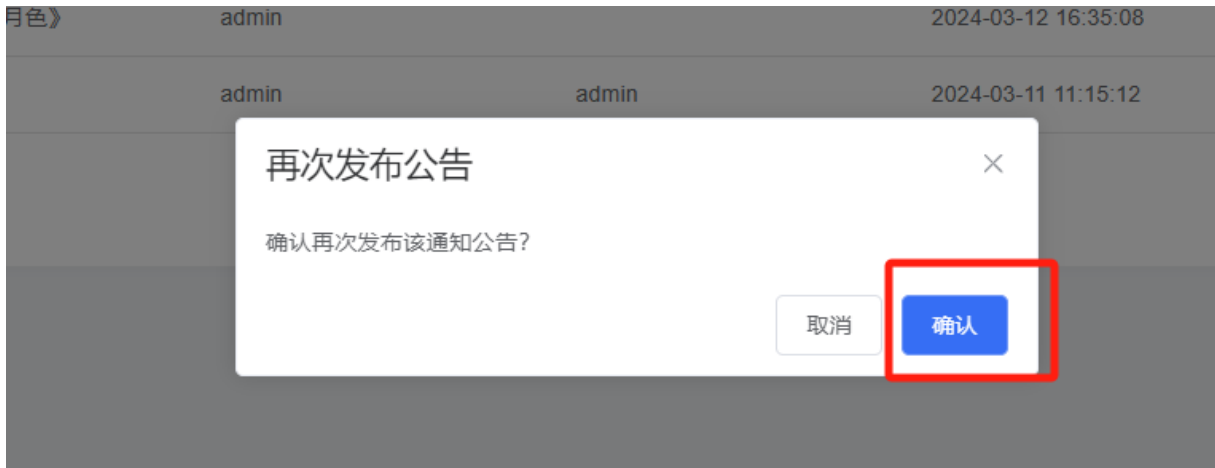 月色》 admin 2024-03-12 16:35:08
admin admin 2024-03-11 11:15:12
再次发布公告
确认再次发布该通知公告?
取消 确认